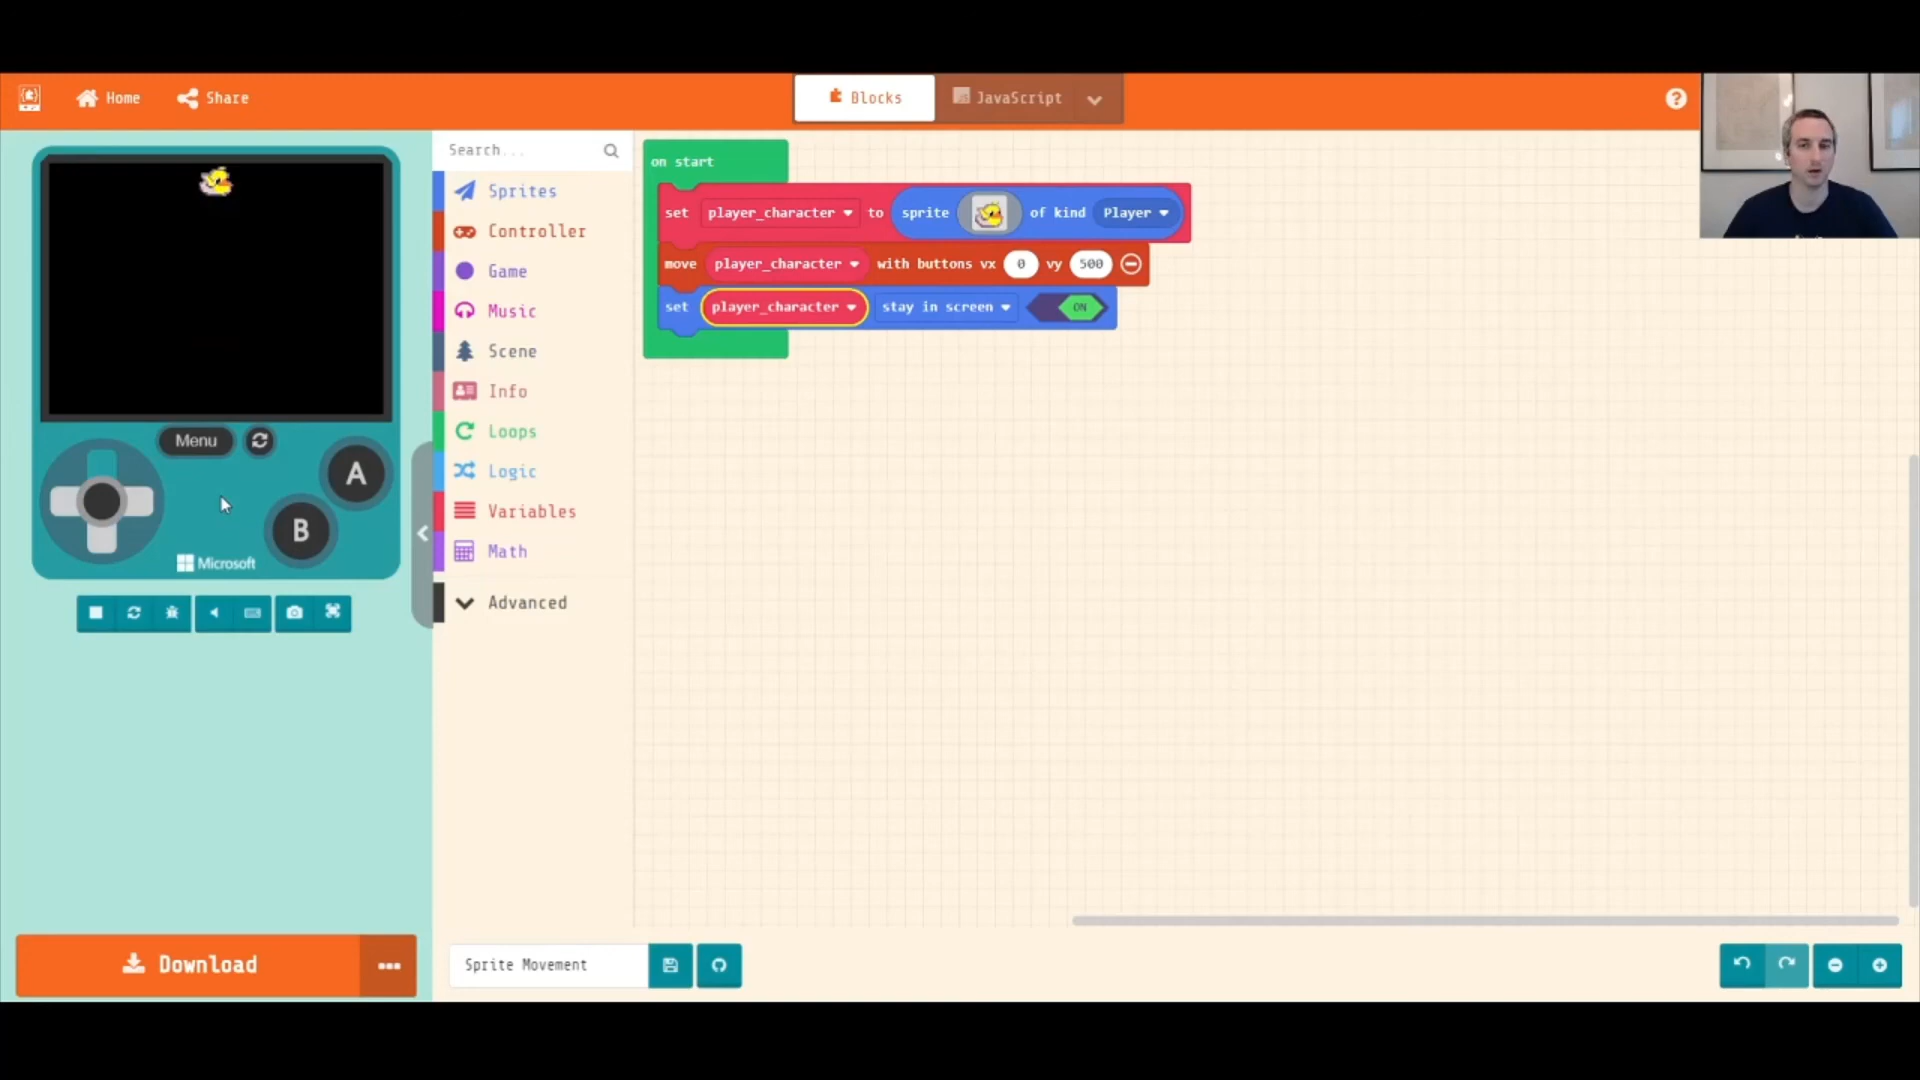 Home
Share
Blocks
JavaScript
?
Search...
Sprites
Controller
Game
Music
Scene
Info
Loops
Logic
Variables
Math
Advanced
on start
set player_character to sprite of kind Player
move player_character with buttons vx 0 vy 500
set player_character stay in screen ON
Menu
A
B
Microsoft
Download
Sprite Movement